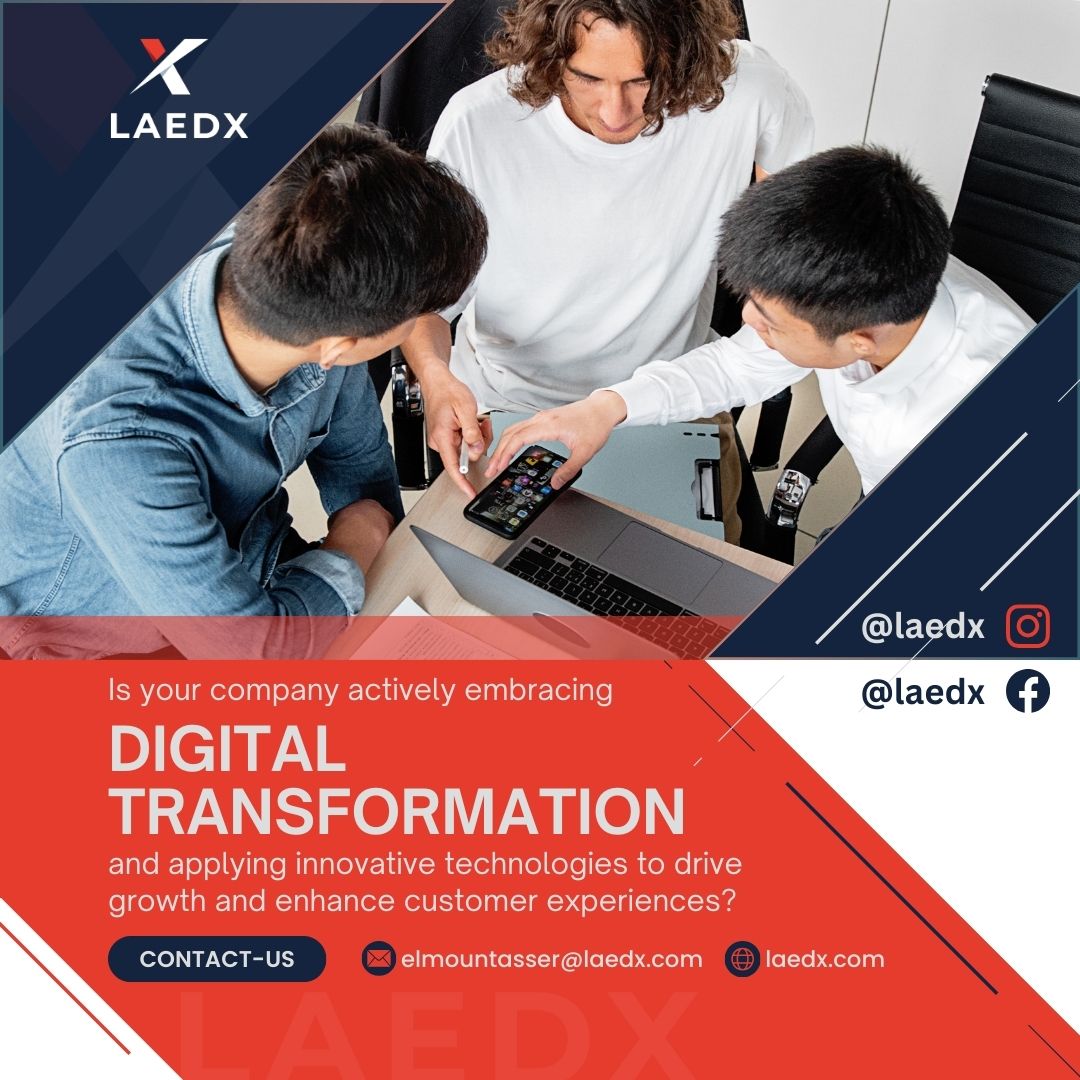 LAEDX
@laedx
@laedx
Is your company actively embracing
DIGITAL
TRANSFORMATION
and applying innovative technologies to drive
growth and enhance customer experiences?
CONTACT-US
elmountasser@laedx.com
laedx.com
LAEDX